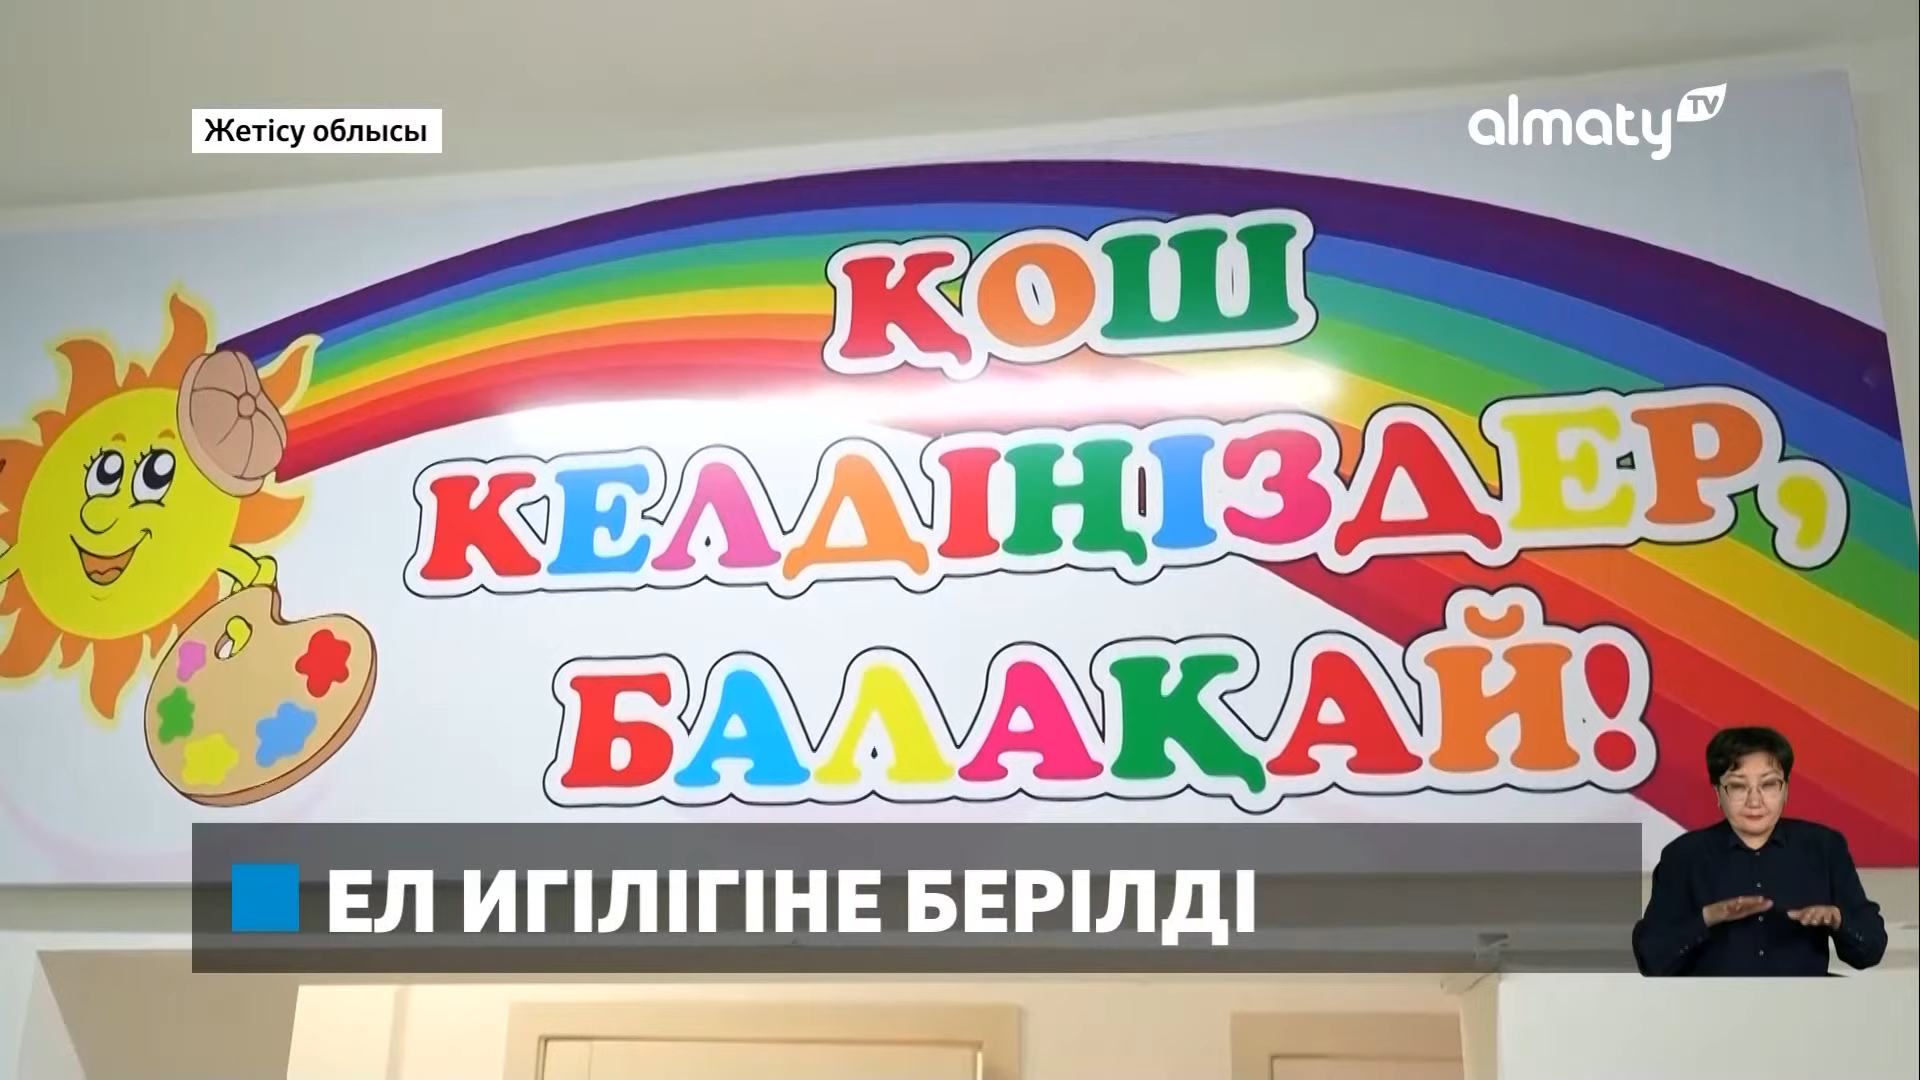 Жетісу облысы
almaty TV
ҚОШ
КЕЛДІҢІЗДЕР,
БАЛАҚАЙ!
ЕЛ ИГІЛІГІНЕ БЕРІЛДІ